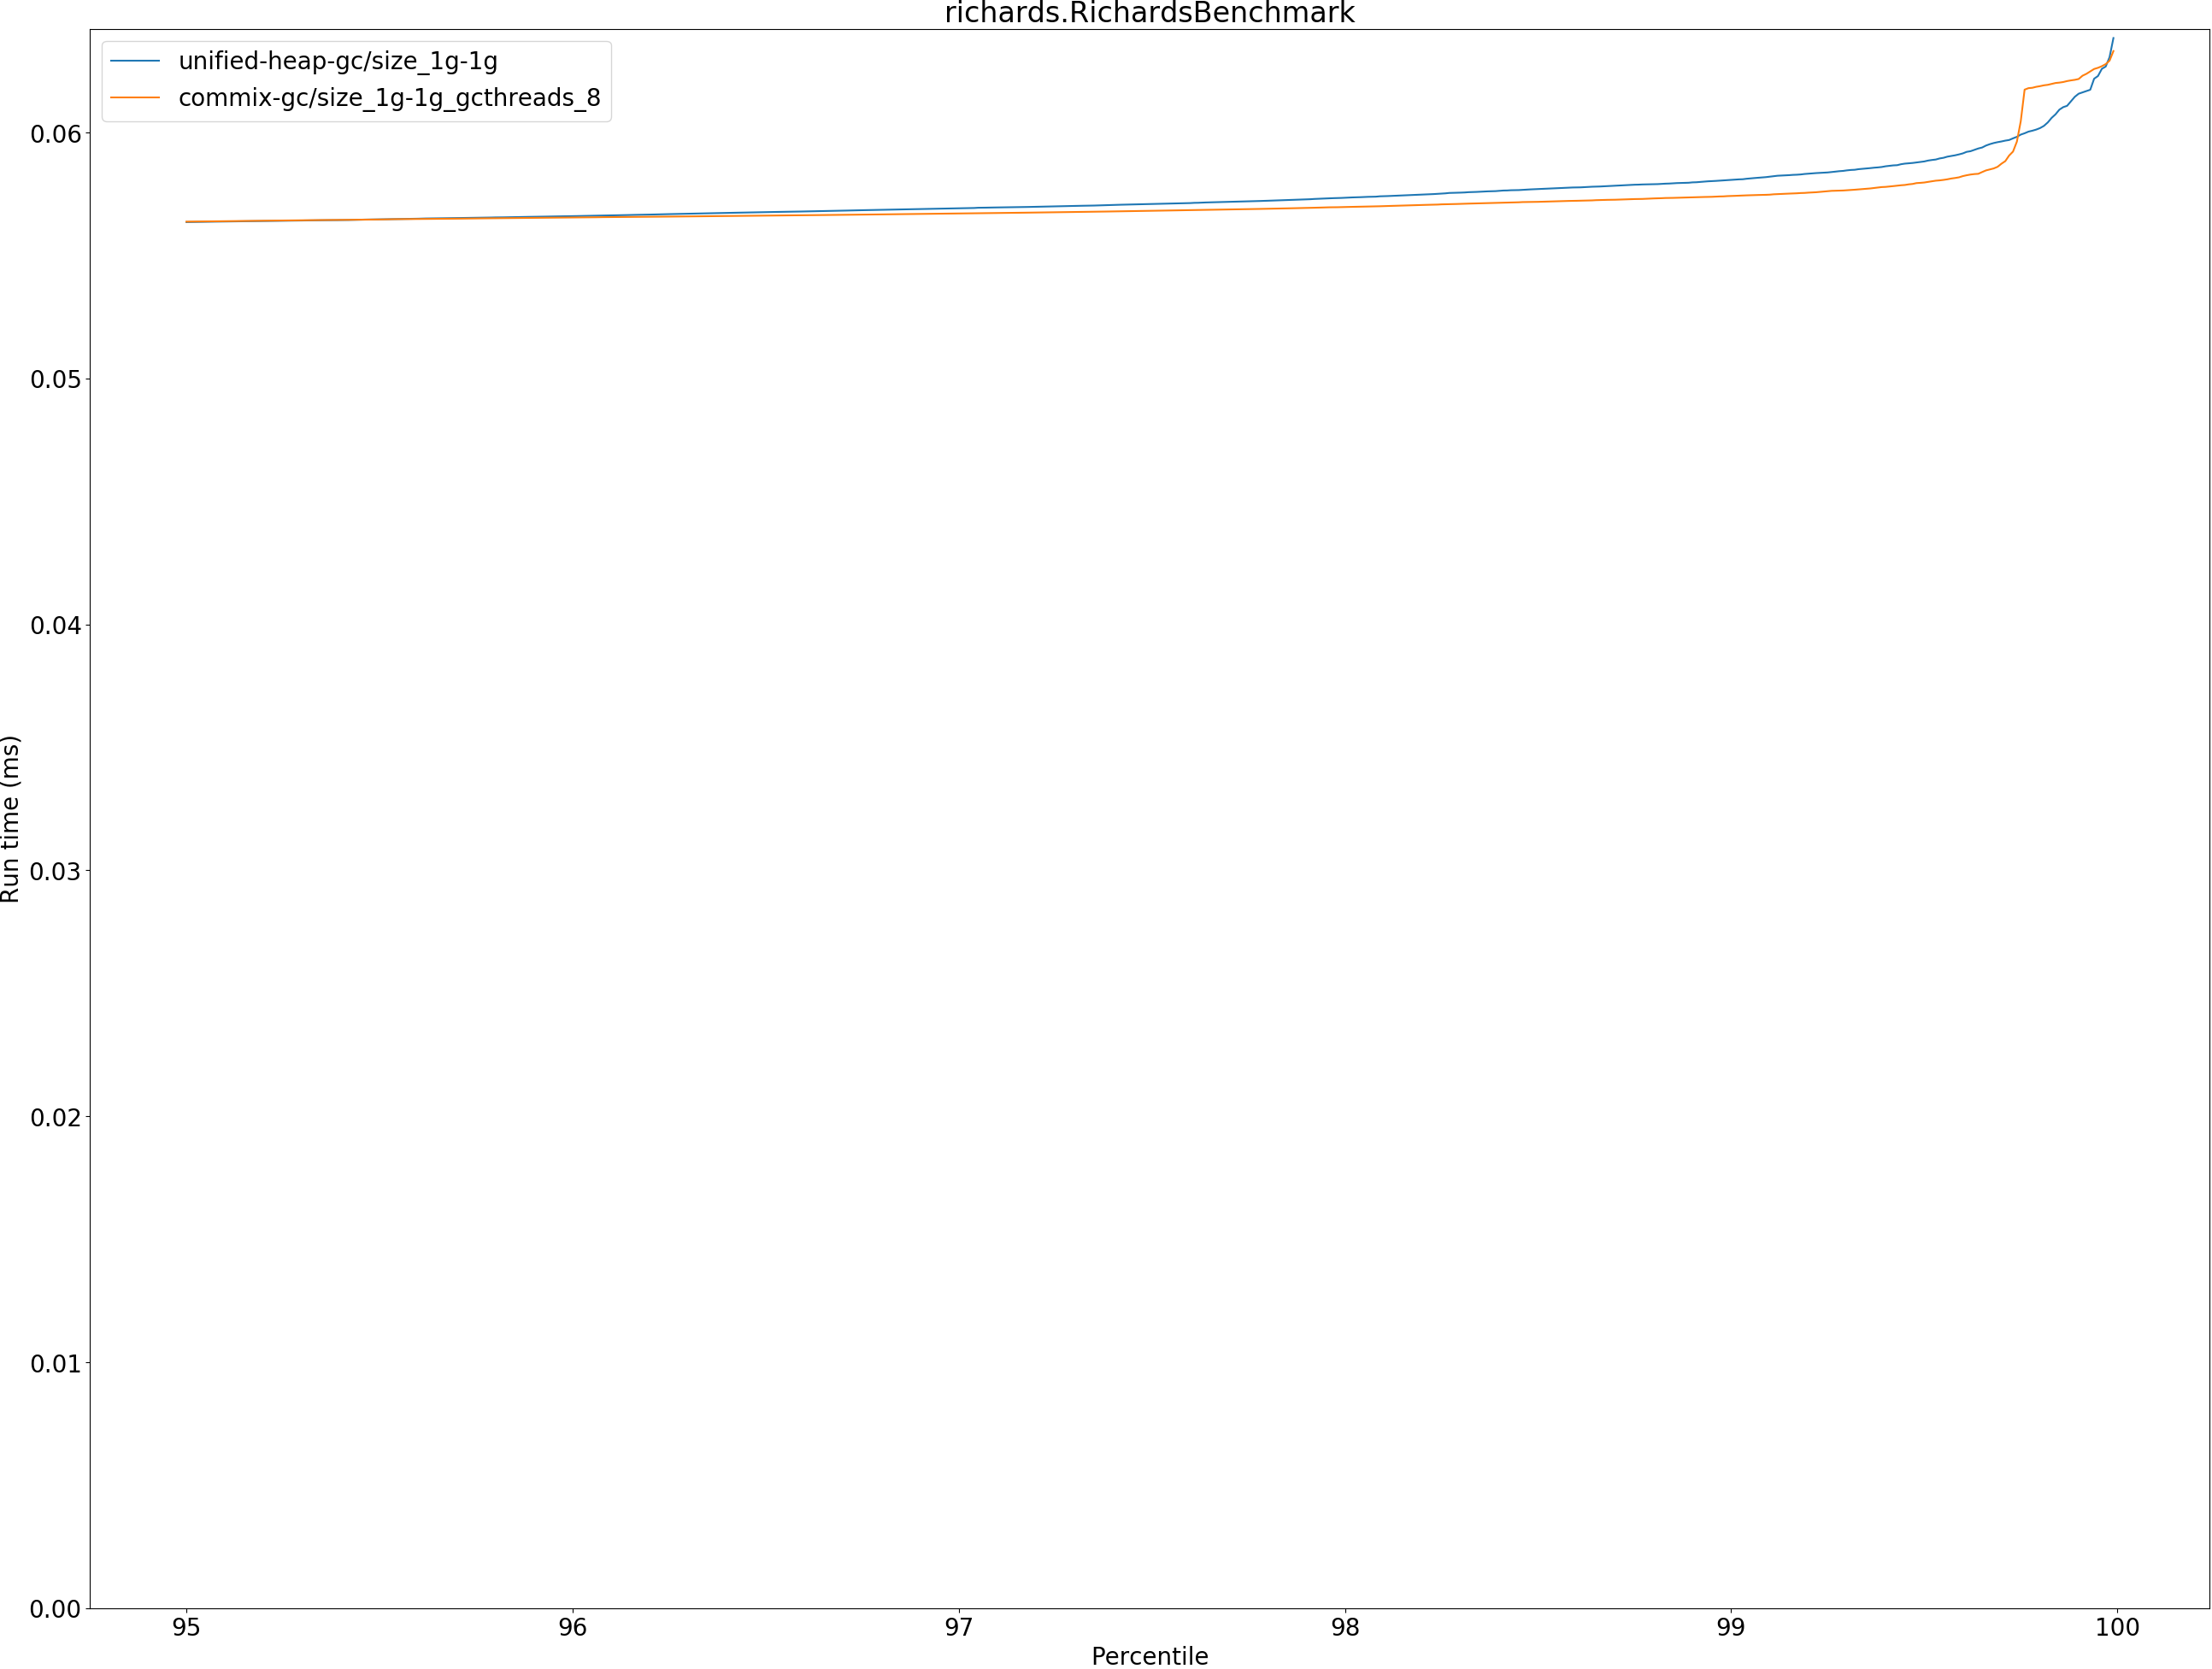 richards.RichardsBenchmark
unified-heap-gc/size_1g-1g
commix-gc/size_1g-1g_gcthreads_8
Run time (ms)
0.06
0.05
0.04
0.03
0.02
0.01
0.00
95 96 97 98 99 100
Percentile